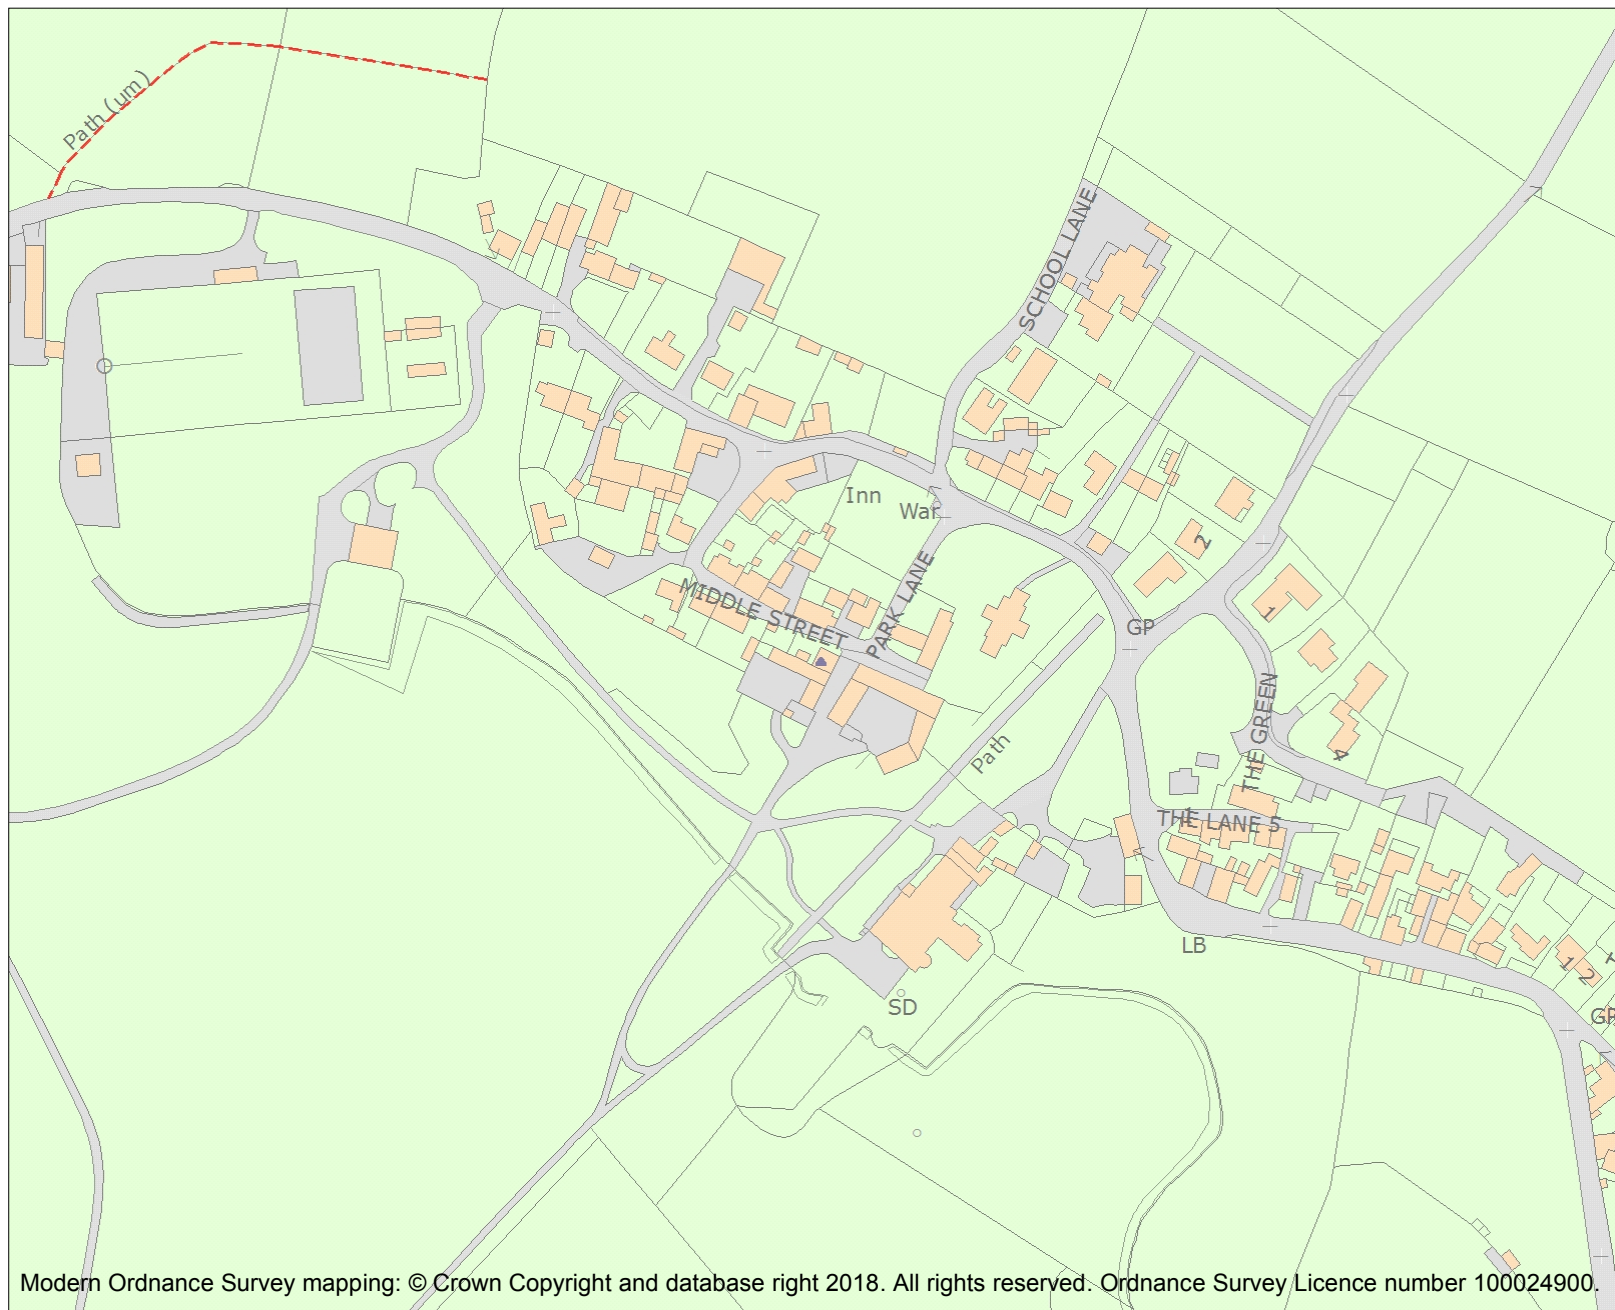 Path (um)
SCHOOL LANE
Inn
War
2
PARK LANE
MIDDLE STREET
1
GP
THE GREEN
Path
4
THE LANE 5
LB
1 2
SD
GP
Modern Ordnance Survey mapping: © Crown Copyright and database right 2018. All rights reserved. Ordnance Survey Licence number 100024900.